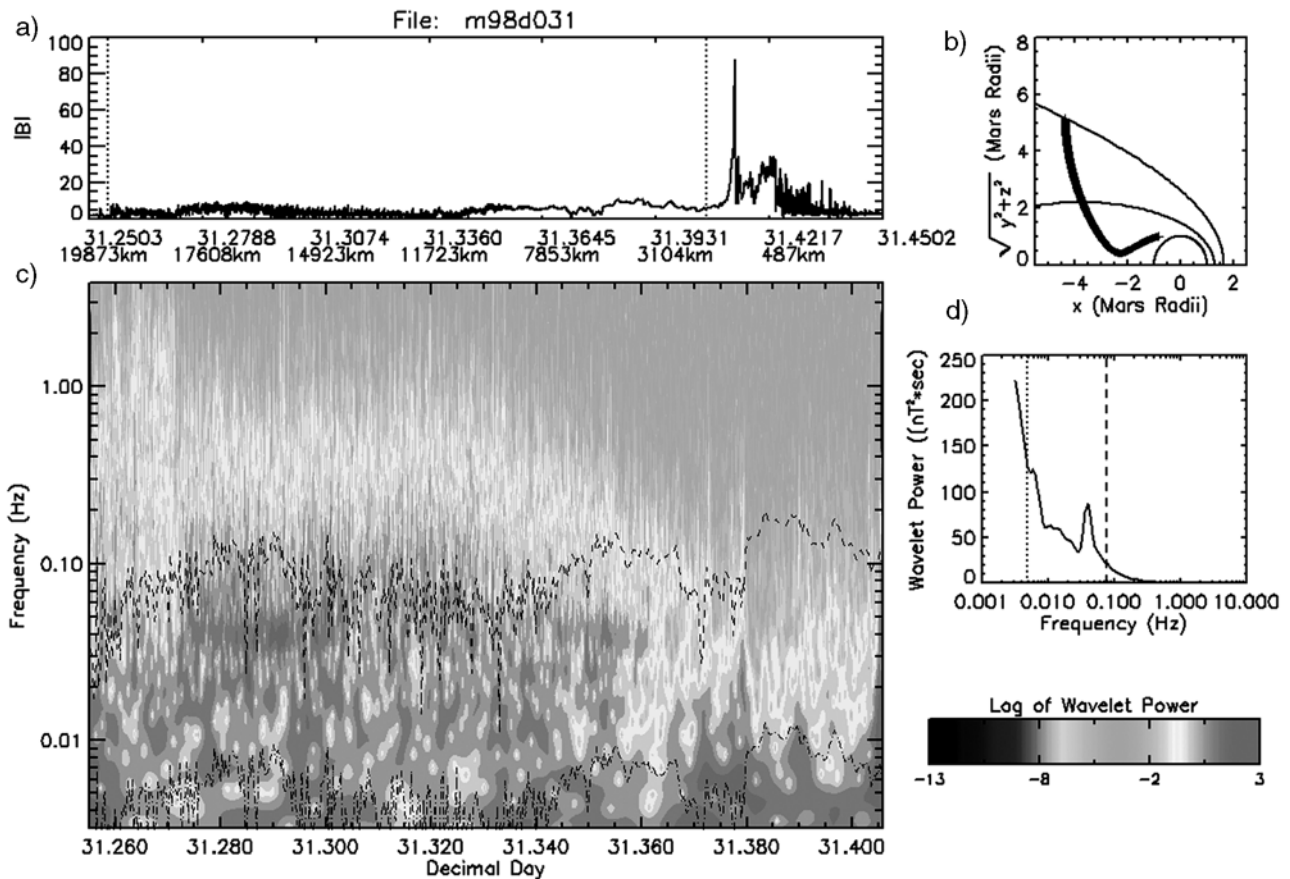 File: m98d031
a)
100
80
60
40
20
0
|B|
31.2503 31.2788 31.3074 31.3360 31.3645 31.3931 31.4217 31.4502
19873km 17608km 14923km 11723km 7853km 3104km 487km
b)
8
6
4
2
0
√y²+z² (Mars Radii)
-4 -2 0 2
x (Mars Radii)
c)
1.00
0.10
0.01
Frequency (Hz)
31.260 31.280 31.300 31.320 31.340 31.360 31.380 31.400
Decimal Day
d)
250
200
150
100
50
0
Wavelet Power ((nT²*sec)
0.001 0.010 0.100 1.000 10.000
Frequency (Hz)
Log of Wavelet Power
-13 -8 -2 3